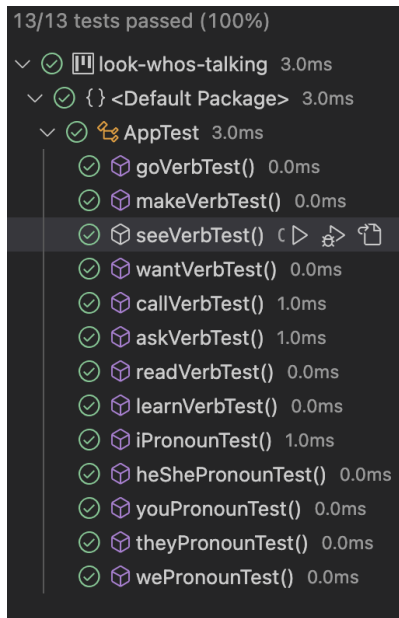 13/13 tests passed (100%)
look-whos-talking 3.0ms
{} <Default Package> 3.0ms
AppTest 3.0ms
goVerbTest() 0.0ms
makeVerbTest() 0.0ms
seeVerbTest()
wantVerbTest() 0.0ms
callVerbTest() 1.0ms
askVerbTest() 1.0ms
readVerbTest() 0.0ms
learnVerbTest() 0.0ms
iPronounTest() 1.0ms
heShePronounTest() 0.0ms
youPronounTest() 0.0ms
theyPronounTest() 0.0ms
wePronounTest() 0.0ms